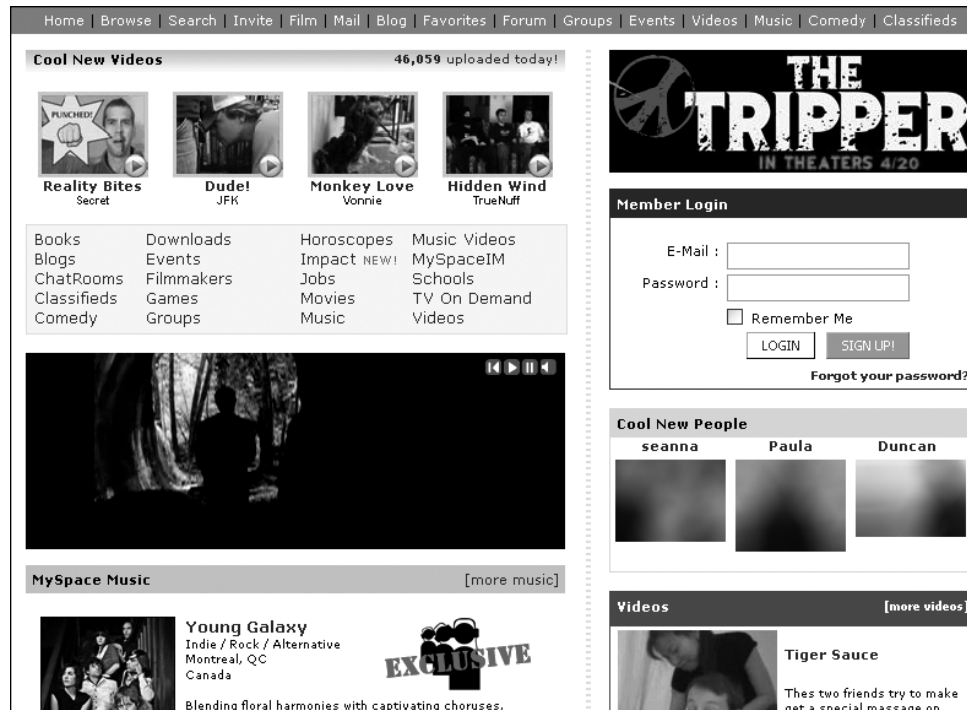 Home | Browse | Search | Invite | Film | Mail | Blog | Favorites | Forum | Groups | Events | Videos | Music | Comedy | Classifieds
Cool New Videos 46,059 uploaded today!
PUNCHED!
Reality Bites
Secret
Dude!
JFK
Monkey Love
Vonnie
Hidden Wind
TrueNuff
Books Downloads Horoscopes Music Videos
Blogs Events Impact NEW! MySpaceIM
ChatRooms Filmmakers Jobs Schools
Classifieds Games Movies TV On Demand
Comedy Groups Music Videos
MySpace Music [more music]
Young Galaxy
Indie / Rock / Alternative
Montreal, QC
Canada
EXCLUSIVE
Blending floral harmonies with captivating choruses,
THE
TRIPPER
IN THEATERS 4/20
Member Login
E-Mail :
Password :
Remember Me
LOGIN SIGN UP!
Forgot your password?
Cool New People
seanna Paula Duncan
Videos [more videos]
Tiger Sauce
Thes two friends try to make
get a special massage on